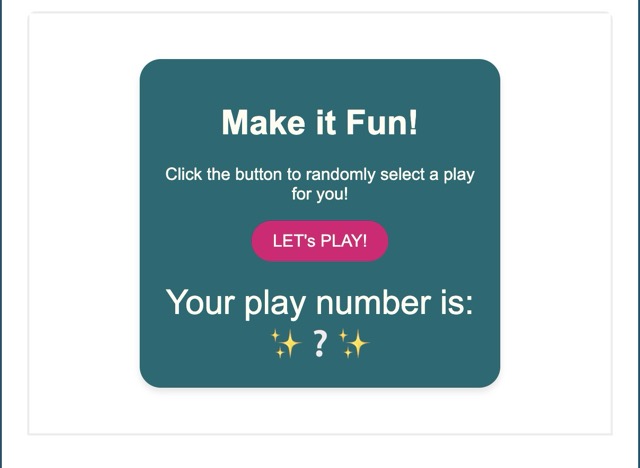 Make it Fun!
Click the button to randomly select a play
for you!
LET's PLAY!
Your play number is:
✨ ? ✨